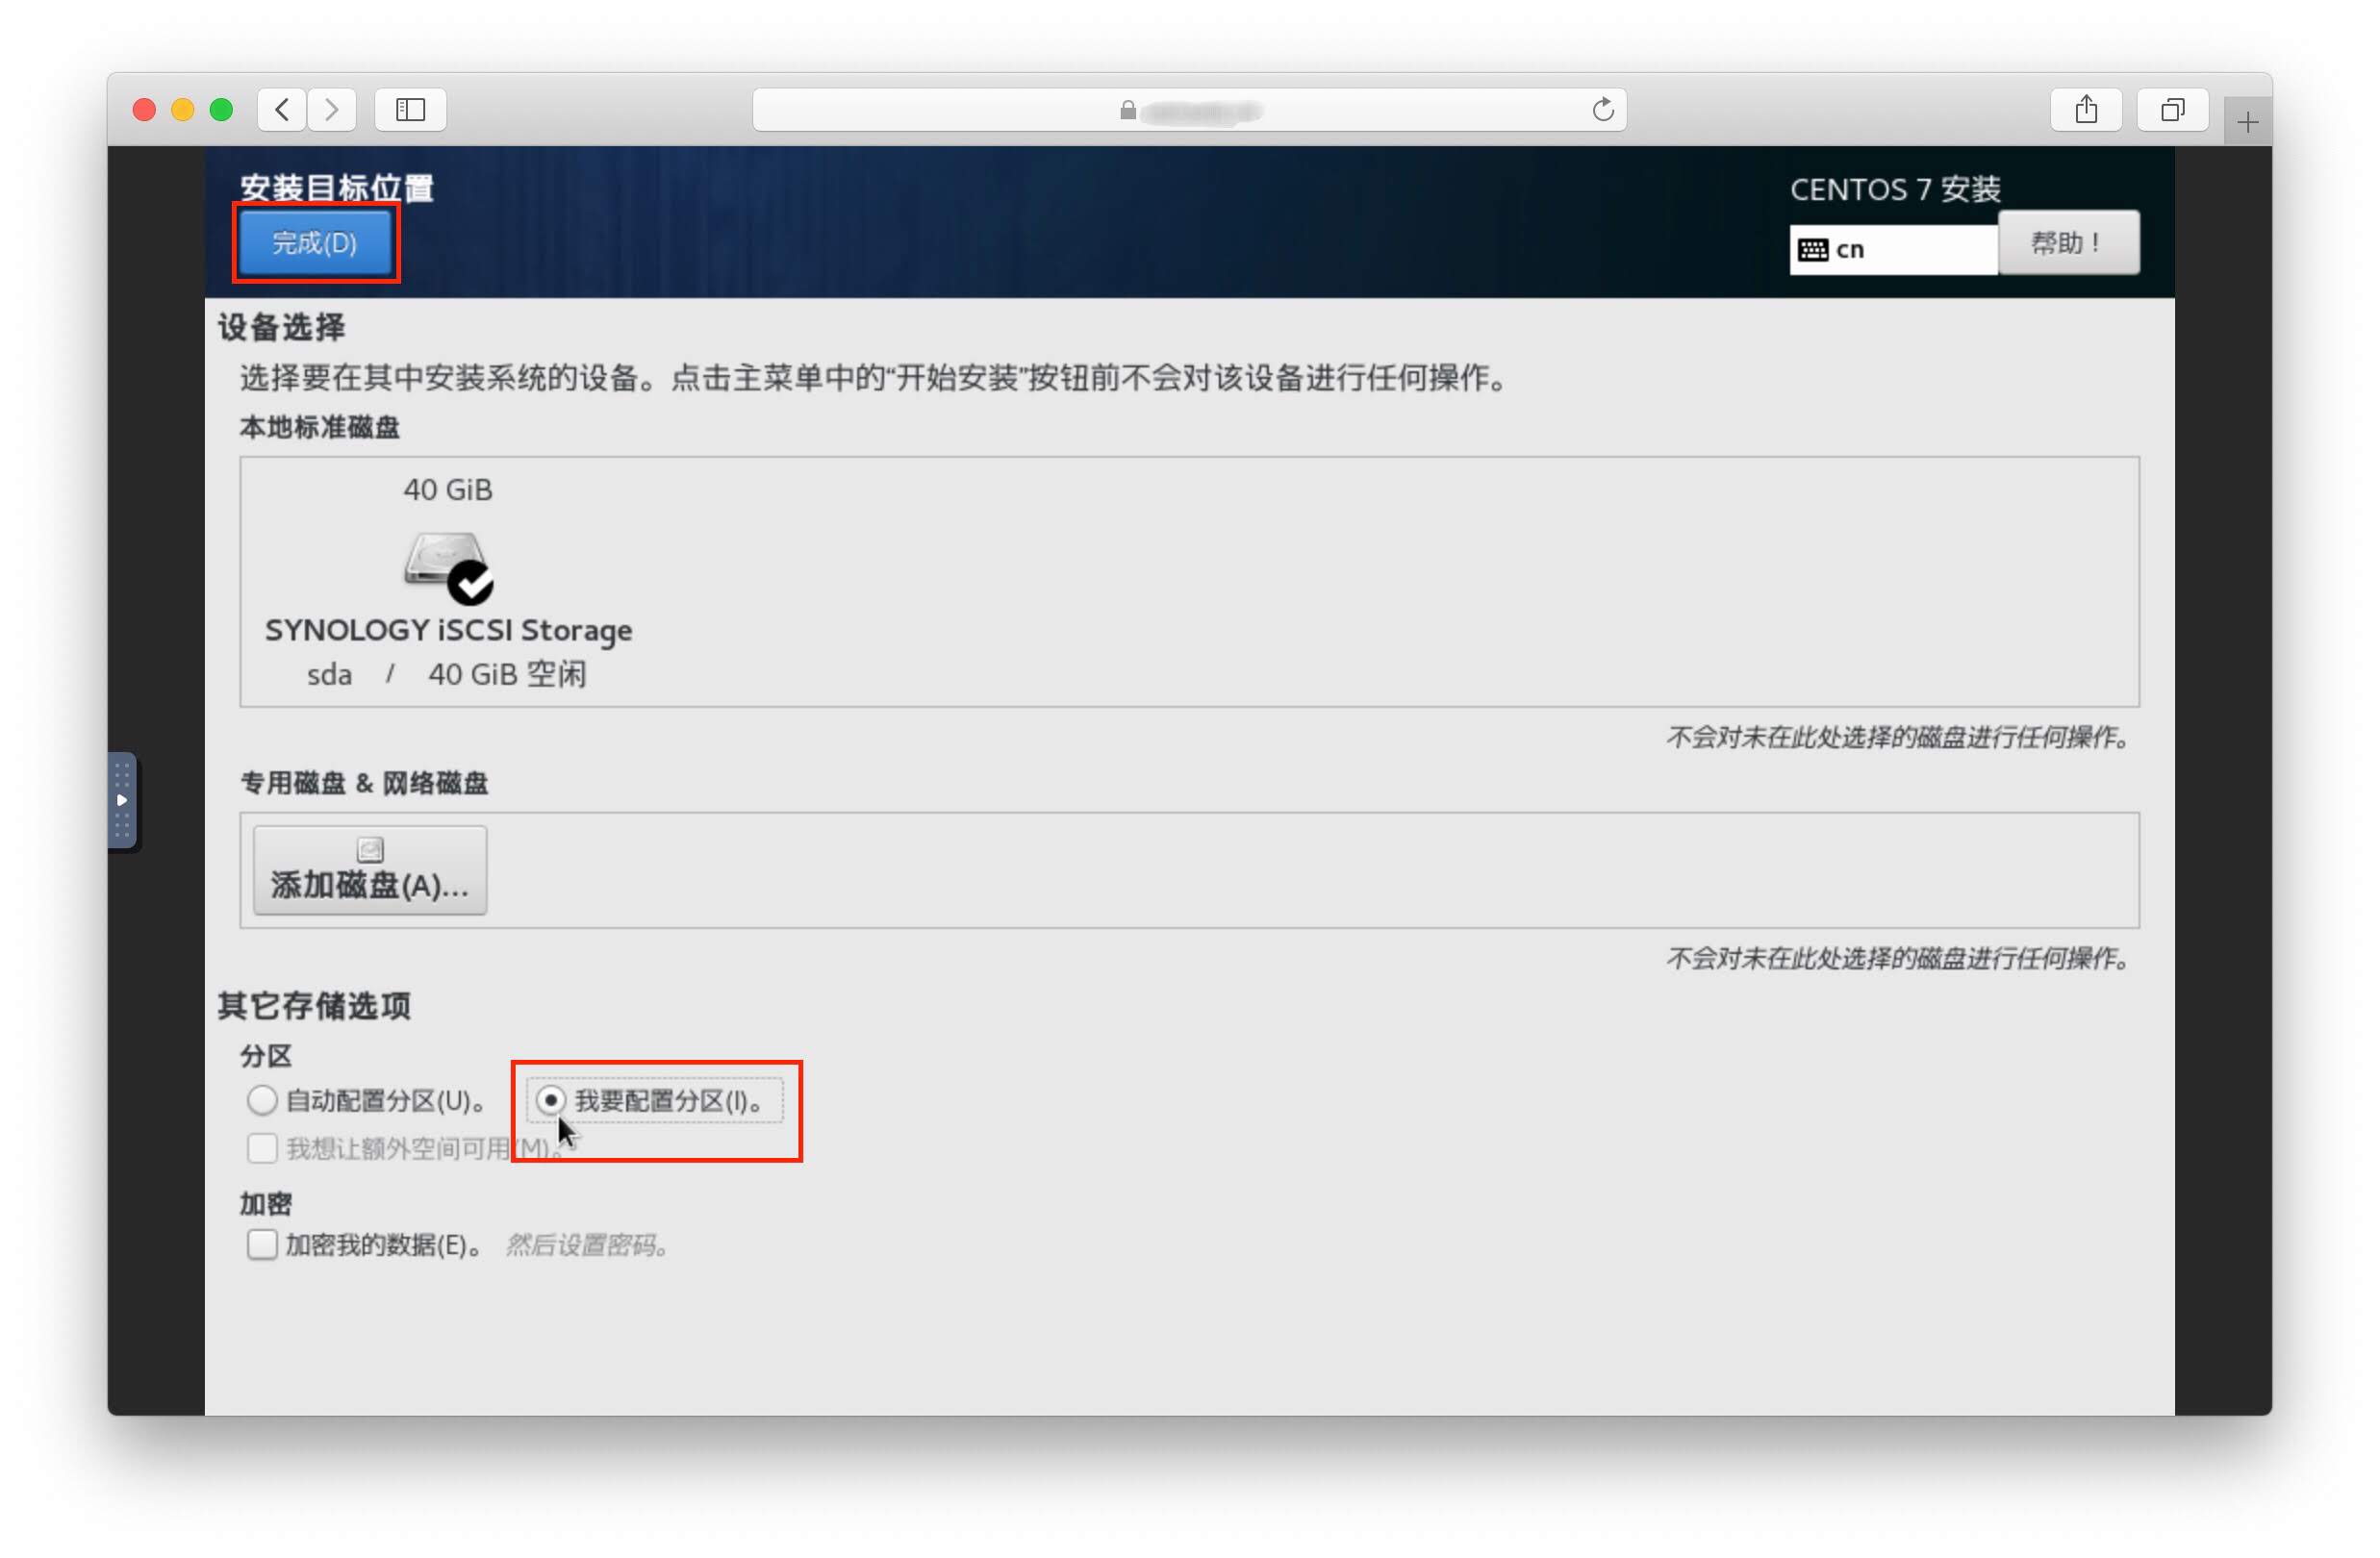 安装目标位置
CENTOS 7 安装
完成(D)
cn
帮助！
设备选择
选择要在其中安装系统的设备。点击主菜单中的“开始安装”按钮前不会对该设备进行任何操作。
本地标准磁盘
40 GiB
SYNOLOGY iSCSI Storage
sda / 40 GiB 空闲
不会对未在此处选择的磁盘进行任何操作。
专用磁盘 & 网络磁盘
添加磁盘(A)...
不会对未在此处选择的磁盘进行任何操作。
其它存储选项
分区
自动配置分区(U)。 我要配置分区(I)。
我想让额外空间可用(M)。
加密
加密我的数据(E)。 然后设置密码。